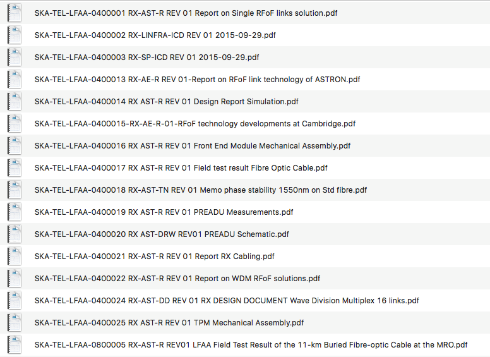 SKA-TEL-LFAA-0400001 RX-AST-R REV 01 Report on Single RFoF links solution.pdf
SKA-TEL-LFAA-0400002 RX-LINFRA-ICD REV 01 2015-09-29.pdf
SKA-TEL-LFAA-0400003 RX-SP-ICD REV 01 2015-09-29.pdf
SKA-TEL-LFAA-0400013 RX-AE-R REV 01-Report on RFoF link technology of ASTRON.pdf
SKA-TEL-LFAA-0400014 RX AST-R REV 01 Design Report Simulation.pdf
SKA-TEL-LFAA-0400015-RX-AE-R-01-RFoF technology developments at Cambridge.pdf
SKA-TEL-LFAA-0400016 RX AST-R REV 01 Front End Module Mechanical Assembly.pdf
SKA-TEL-LFAA-0400017 RX AST-R REV 01 Field test result Fibre Optic Cable.pdf
SKA-TEL-LFAA-0400018 RX-AST-TN REV 01 Memo phase stability 1550nm on Std fibre.pdf
SKA-TEL-LFAA-0400019 RX AST-R REV 01 PREADU Measurements.pdf
SKA-TEL-LFAA-0400020 RX AST-DRW REV01 PREADU Schematic.pdf
SKA-TEL-LFAA-0400021 RX AST-R REV 01 Report RX Cabling.pdf
SKA-TEL-LFAA-0400022 RX AST-R REV 01 Report on WDM RFoF solutions.pdf
SKA-TEL-LFAA-0400024 RX-AST-DD REV 01 RX DESIGN DOCUMENT Wave Division Multiplex 16 links.pdf
SKA-TEL-LFAA-0400025 RX AST-R REV 01 TPM Mechanical Assembly.pdf
SKA-TEL-LFAA-0800005 RX AST-R REV01 LFAA Field Test Result of the 11-km Buried Fibre-optic Cable at the MRO.pdf